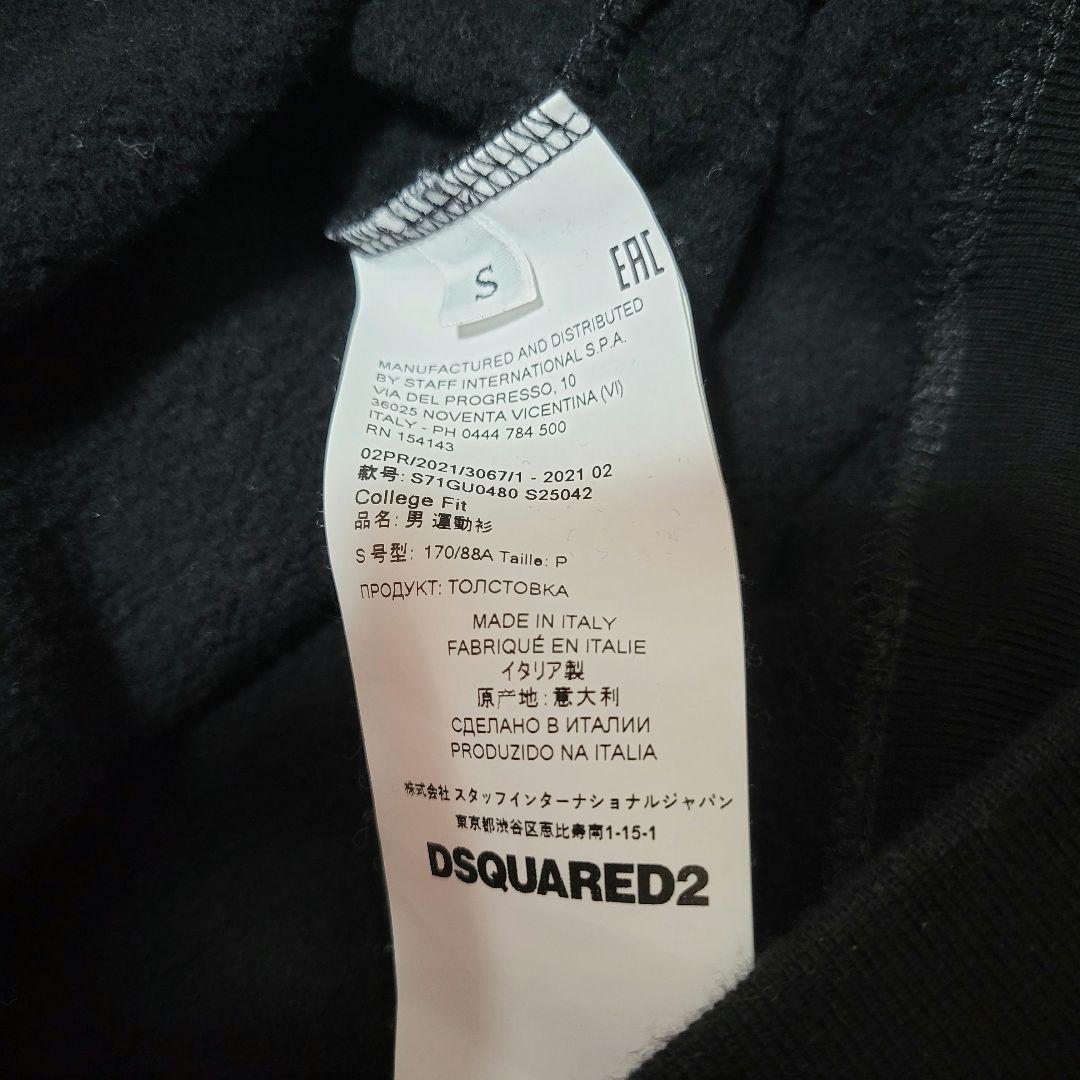 S
EAC
MANUFACTURED AND DISTRIBUTED
BY STAFF INTERNATIONAL S.P.A.
VIA DEL PROGRESSO, 10
36025 NOVENTA VICENTINA (VI)
ITALY - PH 0444 784 500
RN 154143
02PR/2021/3067/1 - 2021 02
款号: S71GU0480 S25042
College Fit
品名: 男 運動衫
S 号型: 170/88A Taille: P
ПРОДУКТ: ТОЛСТОВКА
MADE IN ITALY
FABRIQUÉ EN ITALIE
イタリア製
原产地: 意大利
СДЕЛАНО В ИТАЛИИ
PRODUZIDO NA ITALIA
株式会社 スタッフインターナショナルジャパン
東京都渋谷区恵比寿南1-15-1
DSQUARED2